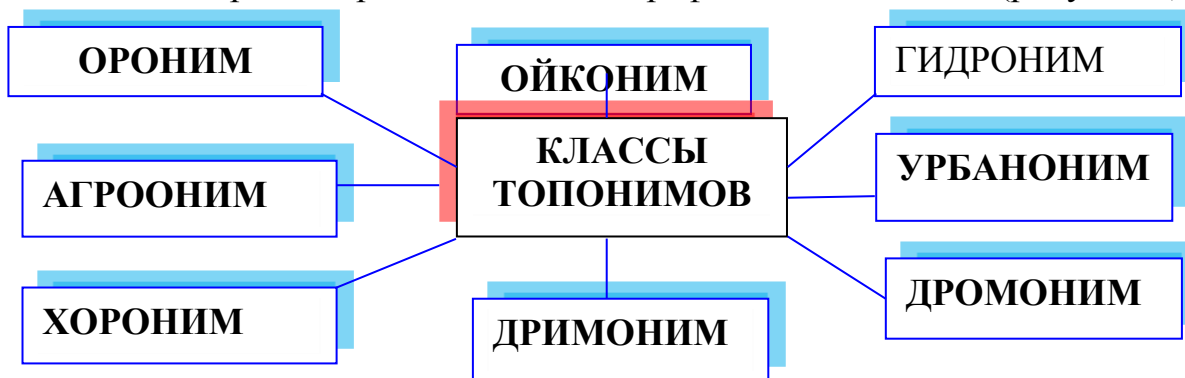 ОРОНИМ
ОЙКОНИМ
ГИДРОНИМ
КЛАССЫ
ТОПОНИМОВ
АГРООНИМ
УРБАНОНИМ
ХОРОНИМ
ДРИМОНИМ
ДРОМОНИМ